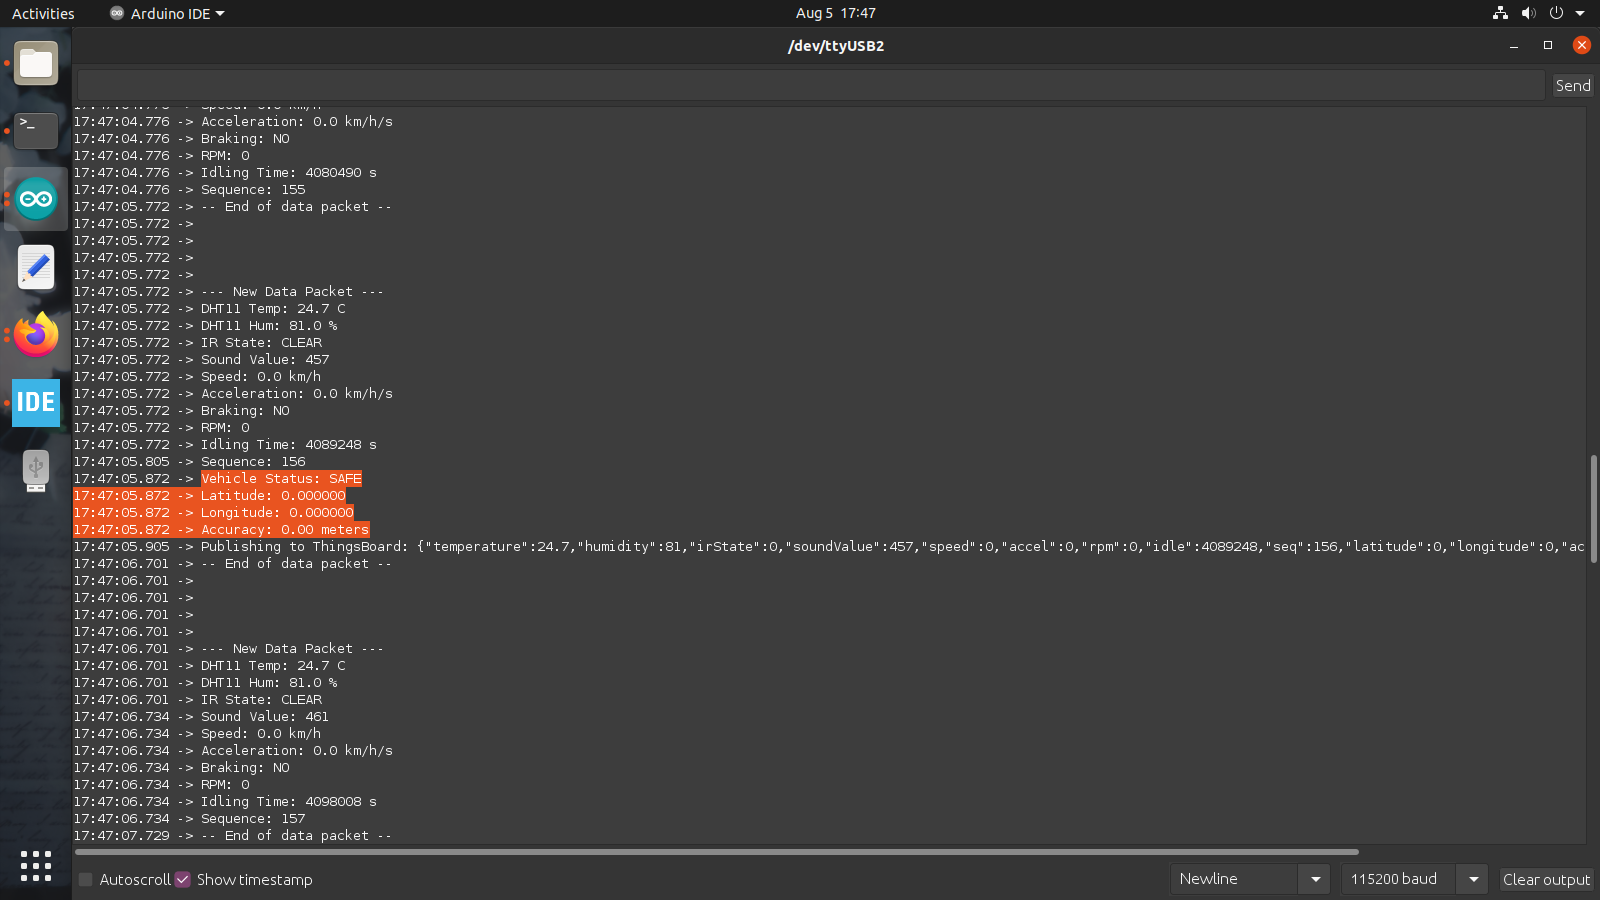 Activities
Arduino IDE
Aug 5 17:47
/dev/ttyUSB2
Send
17:47:04.776 -> Speed: 0.0 km/h
17:47:04.776 -> Acceleration: 0.0 km/h/s
17:47:04.776 -> Braking: NO
17:47:04.776 -> RPM: 0
17:47:04.776 -> Idling Time: 4080490 s
17:47:04.776 -> Sequence: 155
17:47:05.772 -> -- End of data packet --
17:47:05.772 ->
17:47:05.772 ->
17:47:05.772 ->
17:47:05.772 ->
17:47:05.772 -> --- New Data Packet ---
17:47:05.772 -> DHT11 Temp: 24.7 C
17:47:05.772 -> DHT11 Hum: 81.0 %
17:47:05.772 -> IR State: CLEAR
17:47:05.772 -> Sound Value: 457
17:47:05.772 -> Speed: 0.0 km/h
17:47:05.772 -> Acceleration: 0.0 km/h/s
17:47:05.772 -> Braking: NO
17:47:05.772 -> RPM: 0
17:47:05.772 -> Idling Time: 4089248 s
17:47:05.805 -> Sequence: 156
17:47:05.872 -> Vehicle Status: SAFE
17:47:05.872 -> Latitude: 0.000000
17:47:05.872 -> Longitude: 0.000000
17:47:05.872 -> Accuracy: 0.00 meters
17:47:05.905 -> Publishing to ThingsBoard: {"temperature":24.7,"humidity":81,"irState":0,"soundValue":457,"speed":0,"accel":0,"rpm":0,"idle":4089248,"seq":156,"latitude":0,"longitude":0,"ac
17:47:06.701 -> -- End of data packet --
17:47:06.701 ->
17:47:06.701 ->
17:47:06.701 ->
17:47:06.701 ->
17:47:06.701 -> --- New Data Packet ---
17:47:06.701 -> DHT11 Temp: 24.7 C
17:47:06.701 -> DHT11 Hum: 81.0 %
17:47:06.701 -> IR State: CLEAR
17:47:06.734 -> Sound Value: 461
17:47:06.734 -> Speed: 0.0 km/h
17:47:06.734 -> Acceleration: 0.0 km/h/s
17:47:06.734 -> Braking: NO
17:47:06.734 -> RPM: 0
17:47:06.734 -> Idling Time: 4098008 s
17:47:06.734 -> Sequence: 157
17:47:07.729 -> -- End of data packet --
IDE
Autoscroll
Show timestamp
Newline
115200 baud
Clear output